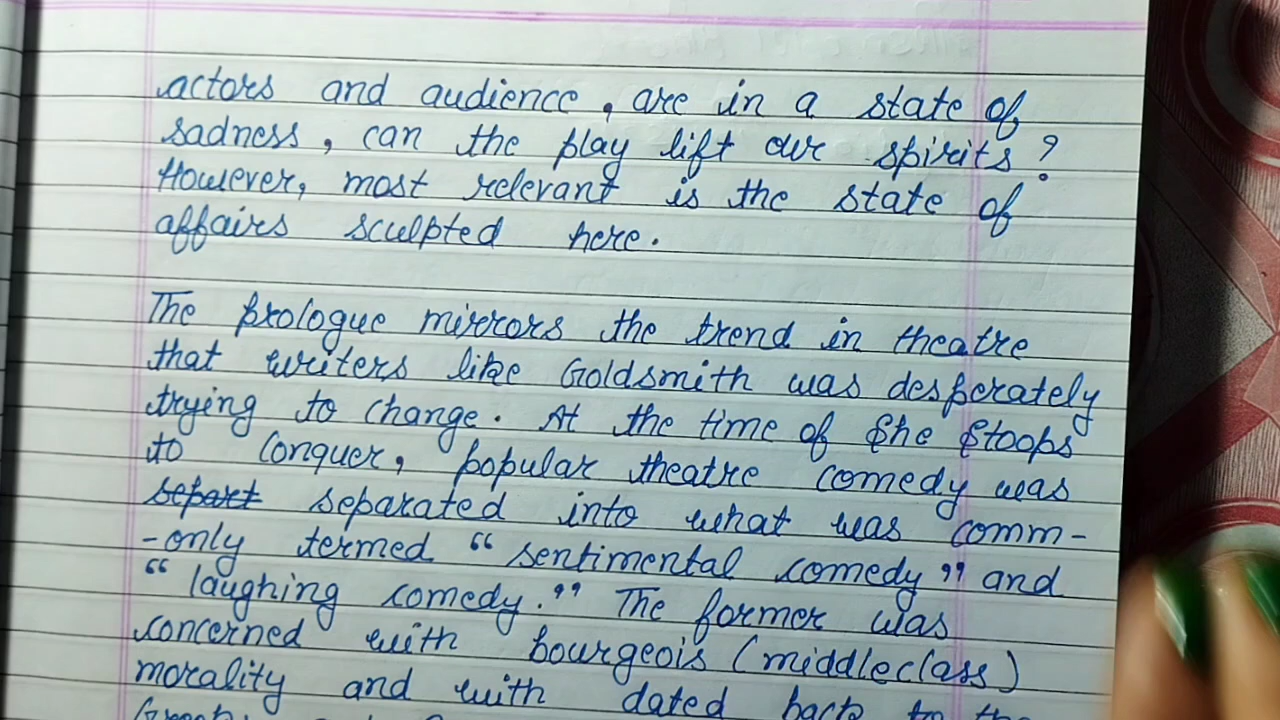 actors and audience, are in a state of
sadness, can the play lift our spirits?
However, most relevant is the state of
affairs sculpted here.
The prologue mirrors the trend in theatre
that writers like Goldsmith was desperately
trying to change. At the time of She Stoops
to Conquer, popular theatre comedy was
separt separated into what was comm-
-only termed "sentimental comedy" and
"laughing comedy." The former was
concerned with bourgeois (middleclass)
morality and with dated back to the